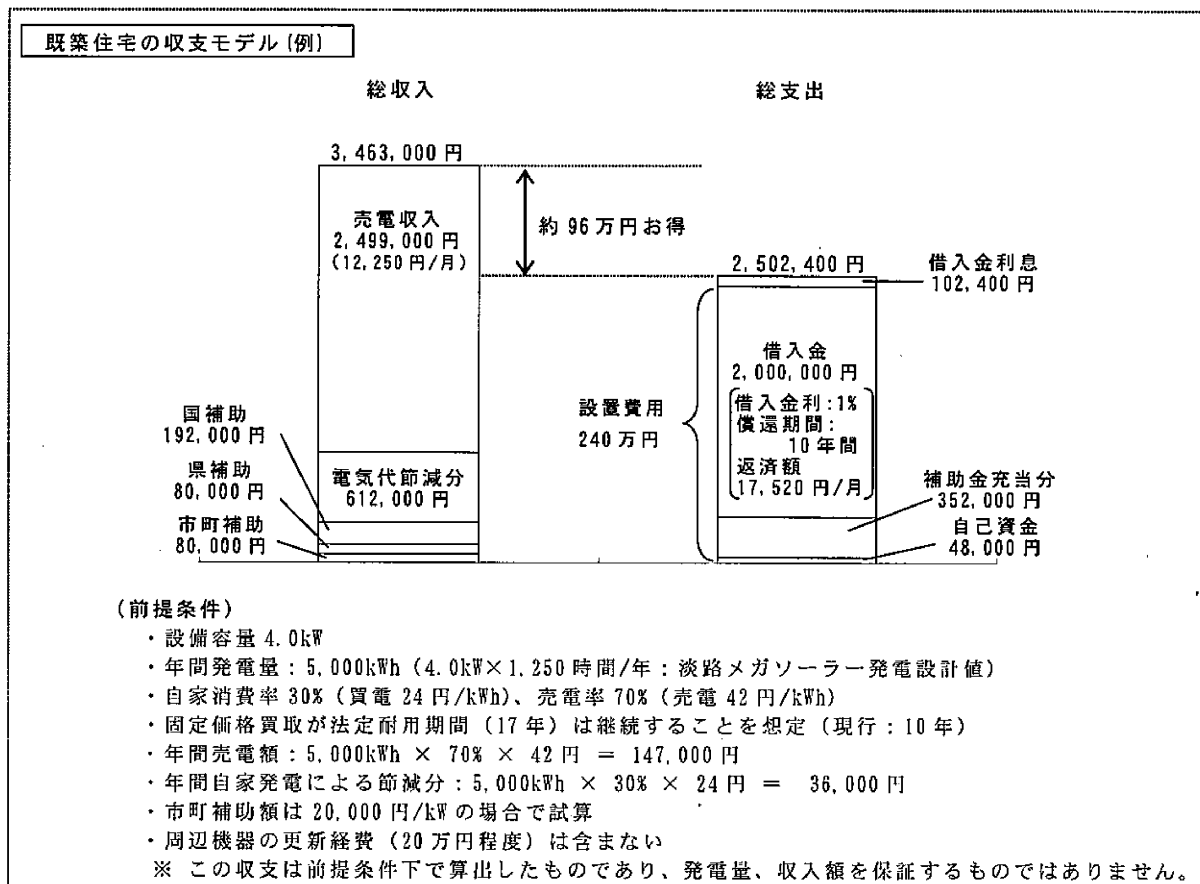 既築住宅の収支モデル(例)
総収入
総支出
3,463,000円
売電収入
2,499,000円
(12,250円/月)
約96万円お得
2,502,400円
借入金利息
102,400円
借入金
2,000,000円
借入金利:1%
償還期間:
10年間
返済額
17,520円/月
設置費用
240万円
国補助
192,000円
県補助
80,000円
市町補助
80,000円
電気代節減分
612,000円
補助金充当分
352,000円
自己資金
48,000円
(前提条件)
・設備容量4.0kW
・年間発電量:5,000kWh(4.0kW×1,250時間/年:淡路メガソーラー発電設計値)
・自家消費率30%(買電24円/kWh)、売電率70%(売電42円/kWh)
・固定価格買取が法定耐用期間(17年)は継続することを想定(現行:10年)
・年間売電額:5,000kWh × 70% × 42円 = 147,000円
・年間自家発電による節減分:5,000kWh × 30% × 24円 = 36,000円
・市町補助額は20,000円/kWの場合で試算
・周辺機器の更新経費(20万円程度)は含まない
※ この収支は前提条件下で算出したものであり、発電量、収入額を保証するものではありません。